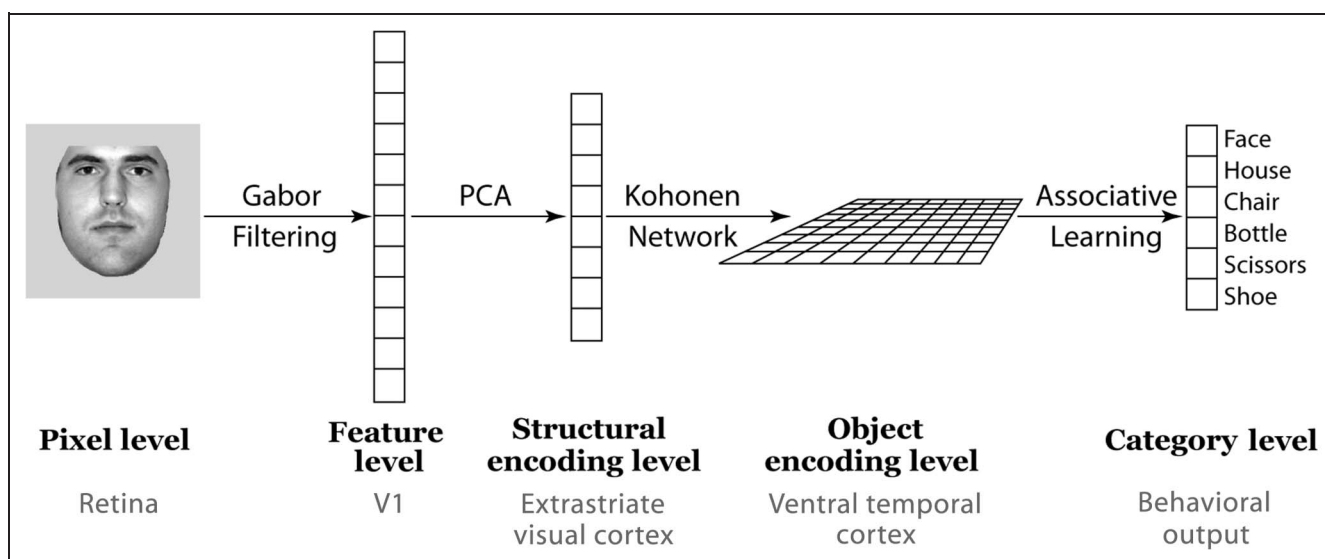 Gabor
Filtering
PCA
Kohonen
Network
Associative
Learning
Face
House
Chair
Bottle
Scissors
Shoe
Pixel level
Feature
level
Structural
encoding level
Object
encoding level
Category level
Retina
V1
Extrastriate
visual cortex
Ventral temporal
cortex
Behavioral
output